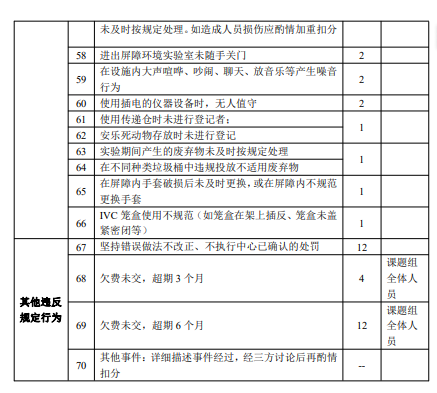 未及时按规定处理。如造成人员损伤应酌情加重扣分
58 进出屏障环境实验室未随手关门 2
59 在设施内大声喧哗、吵闹、聊天、放音乐等产生噪音
行为 2
60 使用插电的仪器设备时，无人值守 2
61 使用传递仓时未进行登记者；
62 安乐死动物存放时未进行登记 1
63 实验期间产生的废弃物未及时按规定处理
64 在不同种类垃圾桶中违规投放不适用废弃物 1
65 在屏障内手套破损后未及时更换，或在屏障内不规范
更换手套 1
66 IVC 笼盒使用不规范（如笼盒在架上插反、笼盒未盖
紧密闭等） 1
其他违反
规定行为
67 坚持错误做法不改正、不执行中心已确认的处罚 12
68 欠费未交，超期 3 个月 4 课题组
全体人
员
69 欠费未交，超期 6 个月 12 课题组
全体人
员
70 其他事件：详细描述事件经过，经三方讨论后再酌情
扣分 --